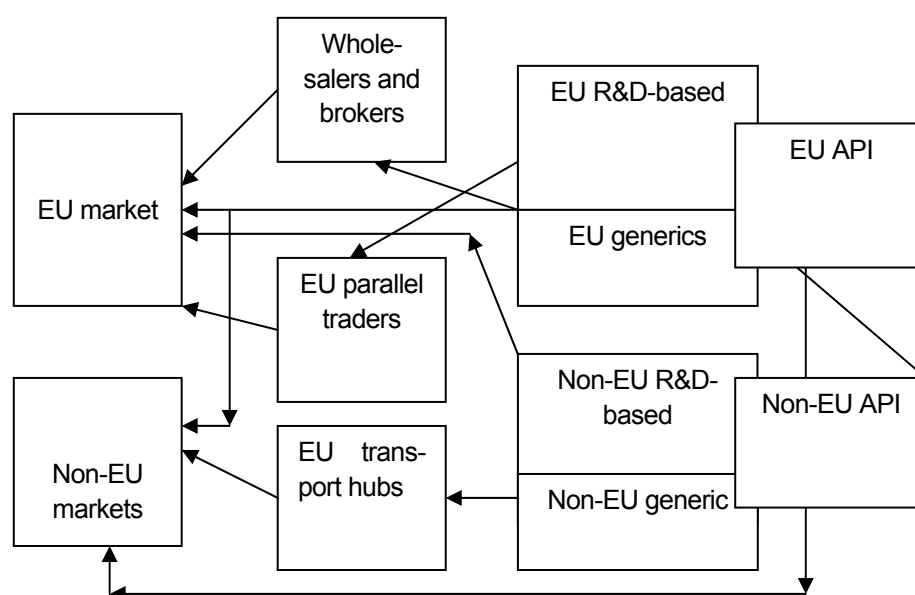 Whole-
salers and
brokers
EU R&D-based
EU API
EU market
EU generics
EU parallel
traders
Non-EU R&D-
based
Non-EU API
Non-EU
markets
EU trans-
port hubs
Non-EU generic